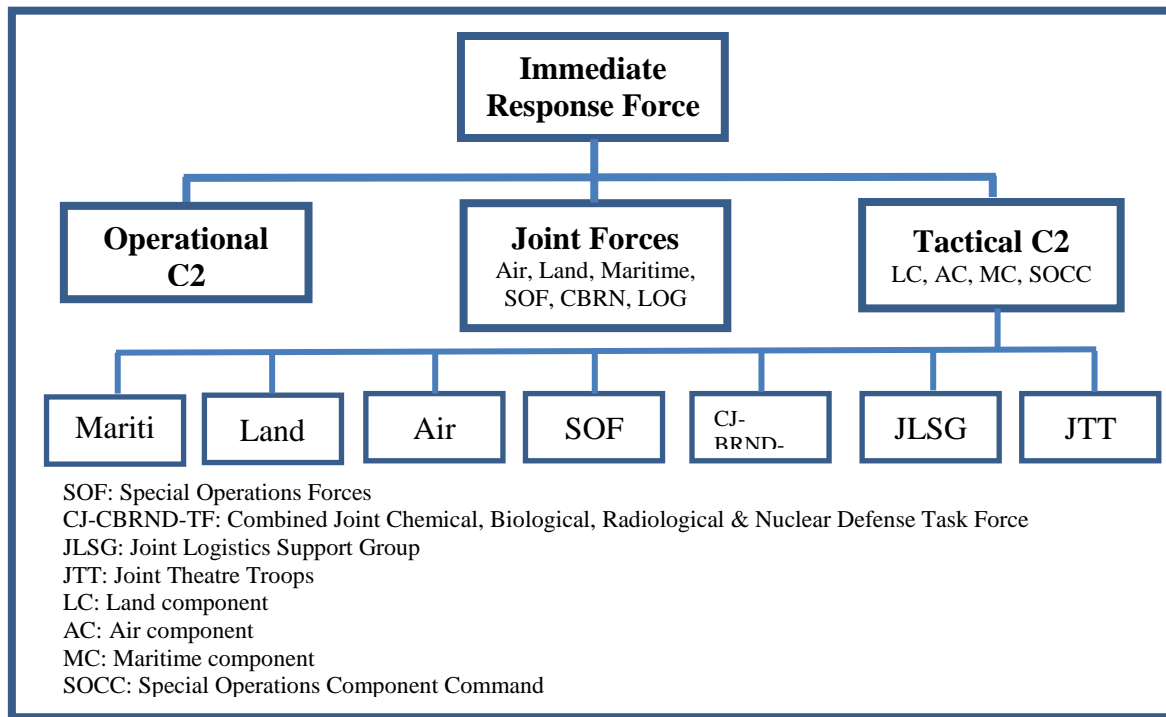 Immediate
Response Force
Operational
C2
Joint Forces
Air, Land, Maritime,
SOF, CBRN, LOG
Tactical C2
LC, AC, MC, SOCC
Mariti
Land
Air
SOF
CJ-
BRND-
JLSG
JTT
SOF: Special Operations Forces
CJ-CBRND-TF: Combined Joint Chemical, Biological, Radiological & Nuclear Defense Task Force
JLSG: Joint Logistics Support Group
JTT: Joint Theatre Troops
LC: Land component
AC: Air component
MC: Maritime component
SOCC: Special Operations Component Command